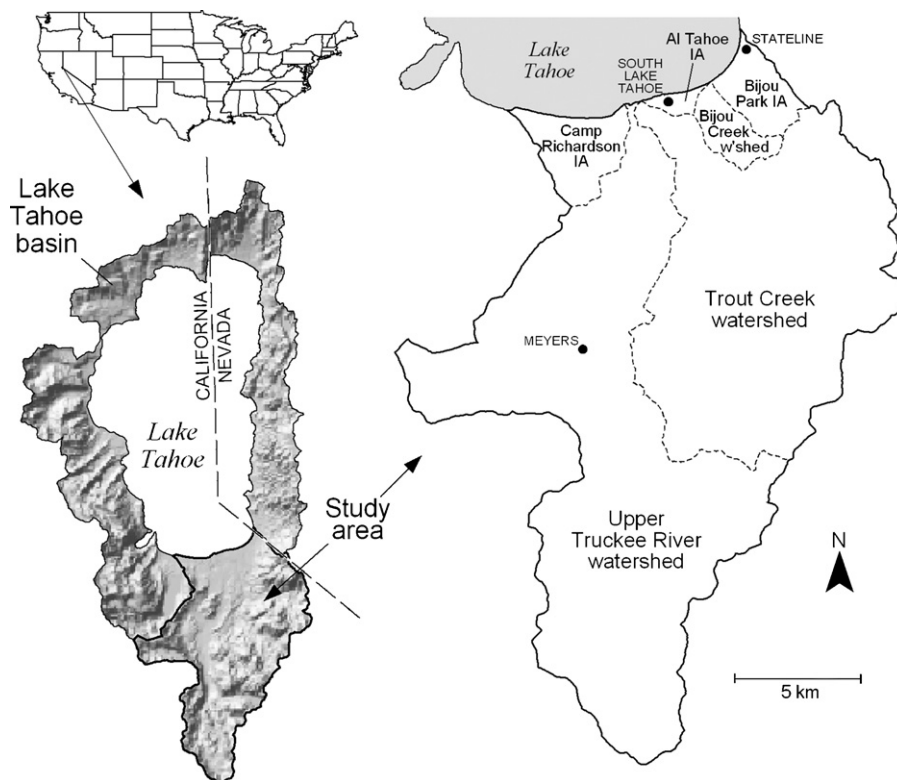 Lake
Tahoe
basin
CALIFORNIA
NEVADA
Lake
Tahoe
Study
area
Lake
Tahoe
Al Tahoe
IA
STATELINE
SOUTH
LAKE
TAHOE
Bijou
Park IA
Bijou
Creek
w'shed
Camp
Richardson
IA
Trout Creek
watershed
MEYERS
Upper
Truckee River
watershed
N
5 km